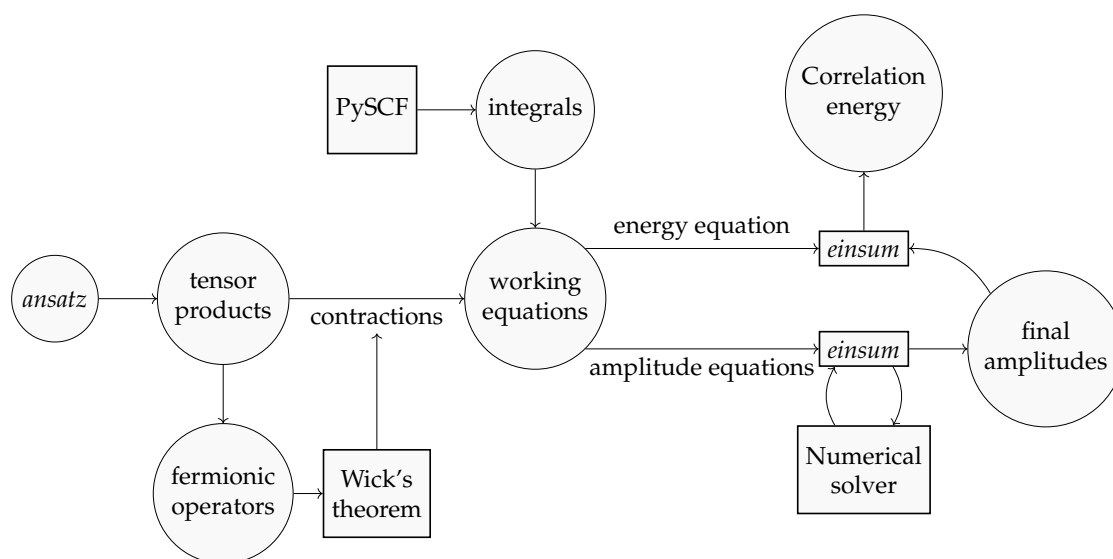 Correlation
energy
PySCF
integrals
energy equation
einsum
ansatz
tensor
products
contractions
working
equations
final
amplitudes
amplitude equations
einsum
fermionic
operators
Wick's
theorem
Numerical
solver